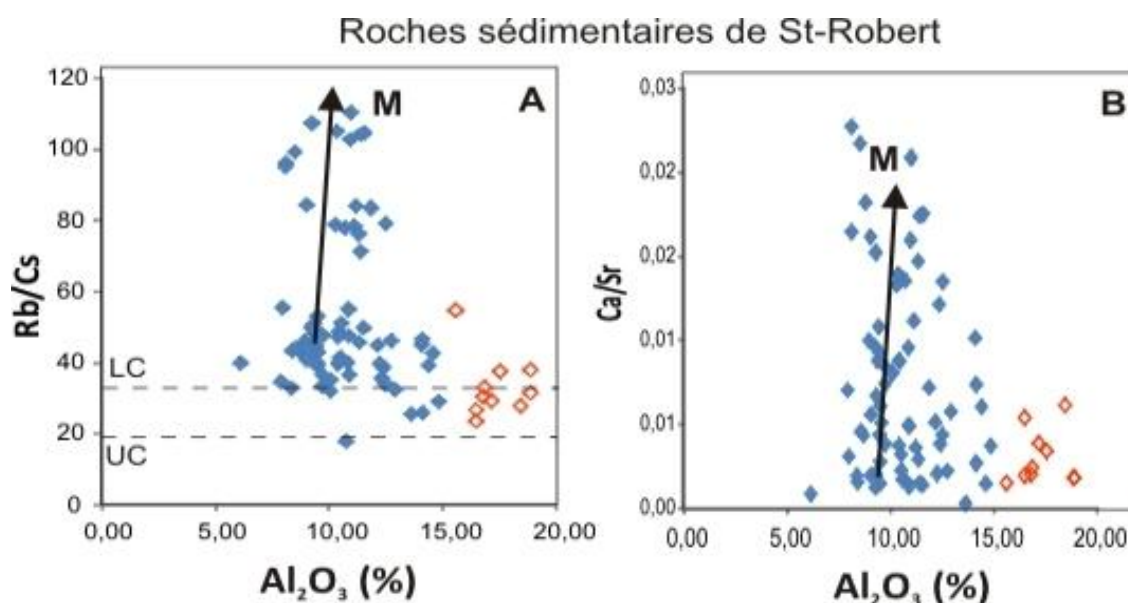 Roches sédimentaires de St-Robert
120
100
80
60
40
20
0
Rb/Cs
M
A
LC
UC
0,00
5,00
10,00
15,00
20,00
Al₂O₃ (%)
0,03
0,02
0,02
0,01
0,01
0,00
Ca/Sr
M
B
0,00
5,00
10,00
15,00
20,00
Al₂O₃ (%)